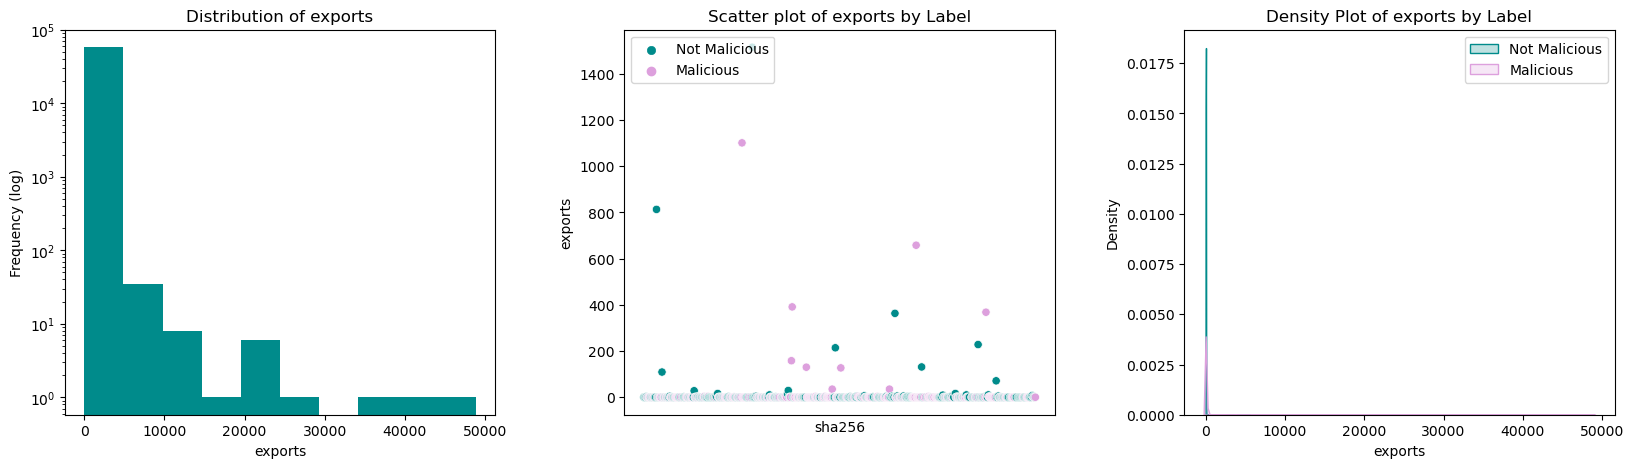 Distribution of exports
Frequency (log)
10^5
10^4
10^3
10^2
10^1
10^0
0 10000 20000 30000 40000 50000
exports
Scatter plot of exports by Label
Not Malicious
Malicious
exports
1400
1200
1000
800
600
400
200
0
sha256
Density Plot of exports by Label
Not Malicious
Malicious
Density
0.0175
0.0150
0.0125
0.0100
0.0075
0.0050
0.0025
0.0000
0 10000 20000 30000 40000 50000
exports